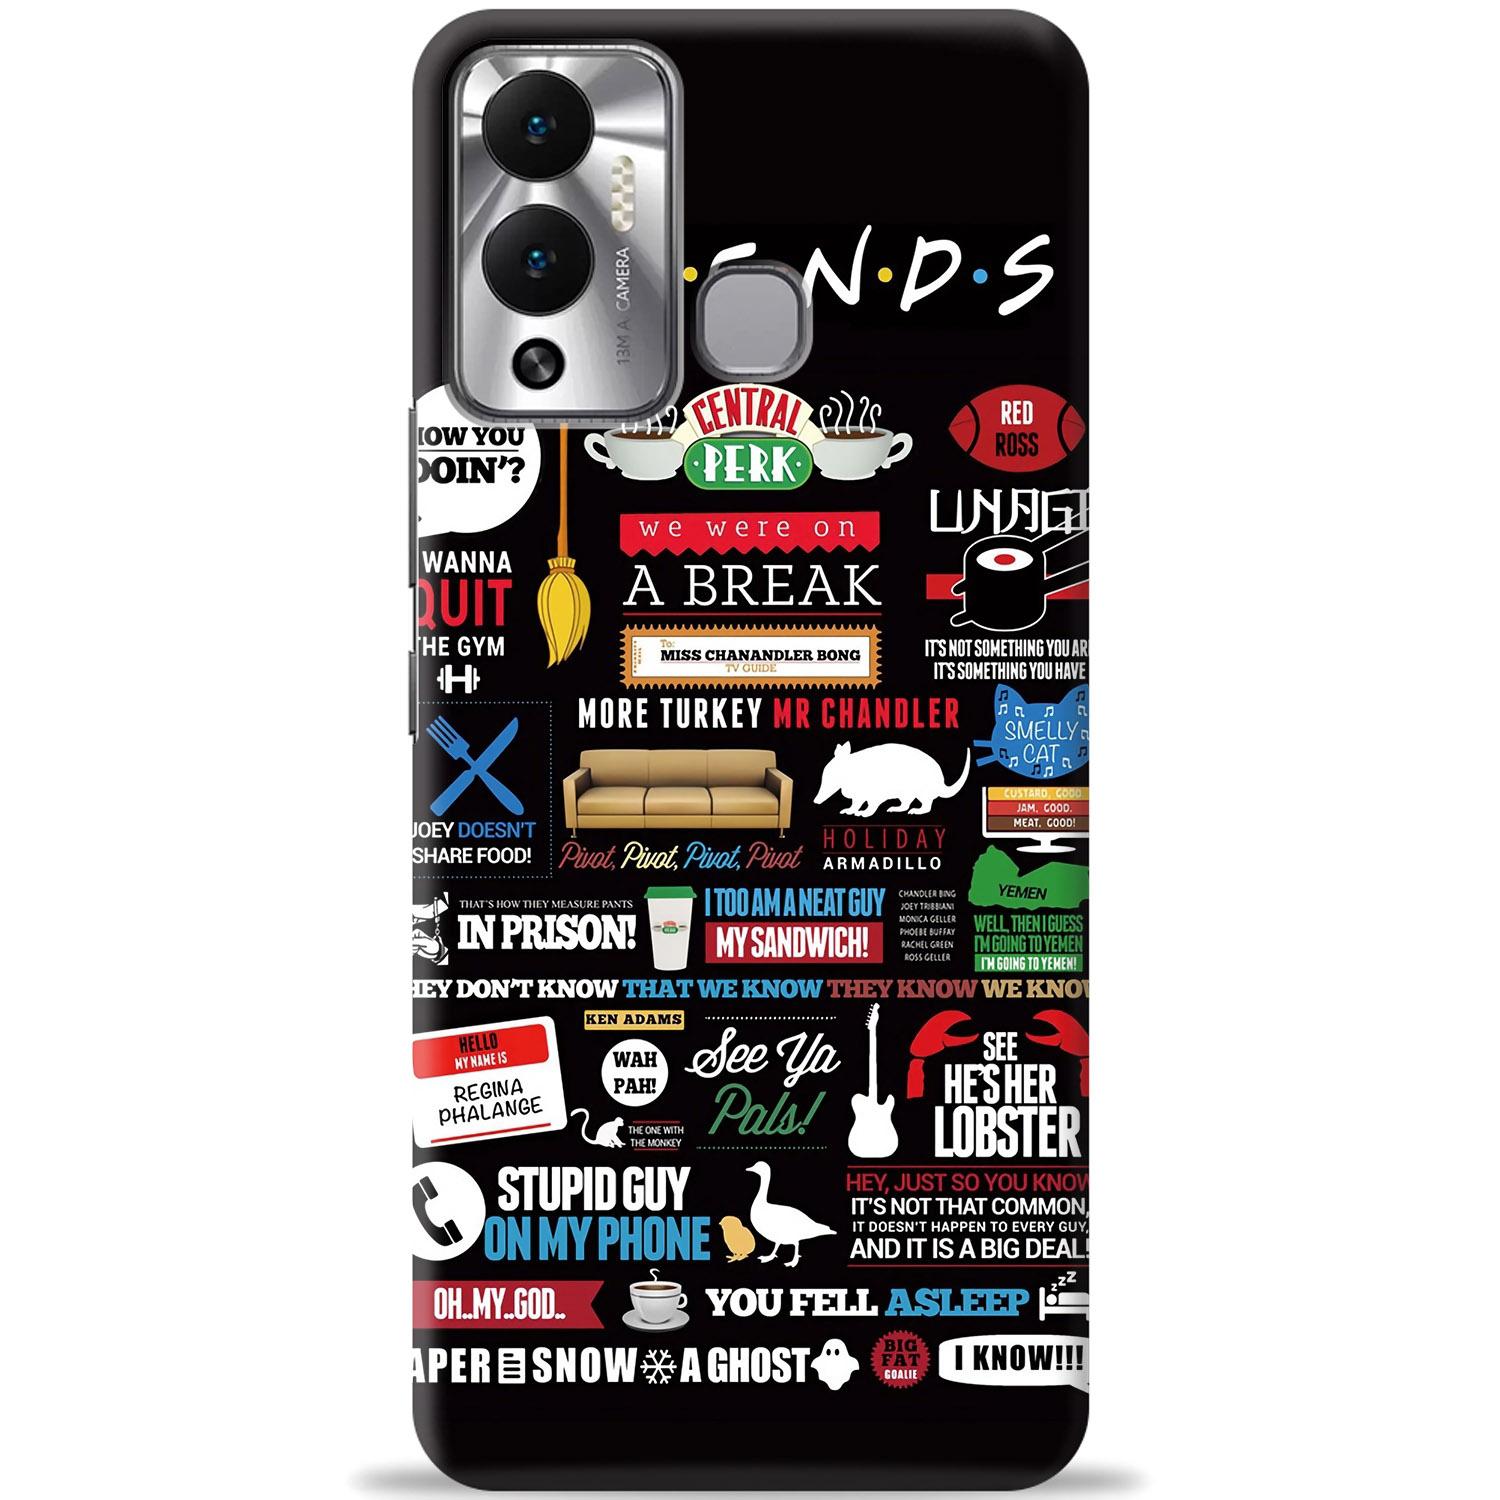 13M A. CAMERA
N·D·S
OW YOU
DOIN'?
CENTRAL
·PERK·
RED
ROSS
we were on
A BREAK
UNAGI
WANNA
QUIT
THE GYM
To:
MISS CHANANDLER BONG
TV GUIDE
IT'S NOT SOMETHING YOU AR
IT'S SOMETHING YOU HAVE
MORE TURKEY MR CHANDLER
SMELLY
CAT
CUSTARD, GOOD.
JAM, GOOD.
MEAT, GOOD!
JOEY DOESN'T
SHARE FOOD!
Pivot, Pivot, Pivot, Pivot
HOLIDAY
ARMADILLO
YEMEN
THAT'S HOW THEY MEASURE PANTS
IN PRISON!
I TOO AM A NEAT GUY
MY SANDWICH!
CHANDLER BING
JOEY TRIBBIANI
MONICA GELLER
PHOEBE BUFFAY
RACHEL GREEN
ROSS GELLER
WELL, THEN I GUESS
I'M GOING TO YEMEN
I'M GOING TO YEMEN!
HEY DON'T KNOW THAT WE KNOW THEY KNOW WE KNOW
HELLO
MY NAME IS
REGINA
PHALANGE
KEN ADAMS
WAH
PAH!
THE ONE WITH
THE MONKEY
See Ya
Pals!
SEE
HE'S HER
LOBSTER
STUPID GUY
ON MY PHONE
HEY, JUST SO YOU KNOW
IT'S NOT THAT COMMON,
IT DOESN'T HAPPEN TO EVERY GUY,
AND IT IS A BIG DEAL!
OH..MY..GOD..
YOU FELL ASLEEP
zzz
APER SNOW A GHOST
BIG
FAT
GOALIE
I KNOW!!!